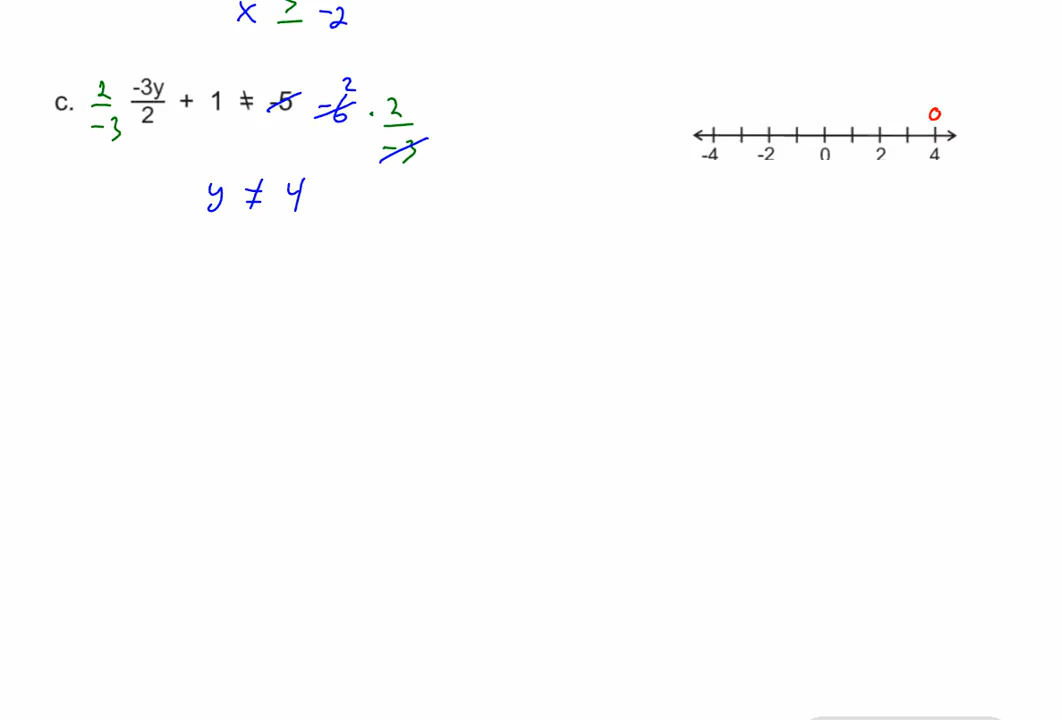 x ≥ -2
c. 2/-3 -3y/2 + 1 ≠ -5 -6 2 · 2/-3
y ≠ 4
-4 -2 0 2 4